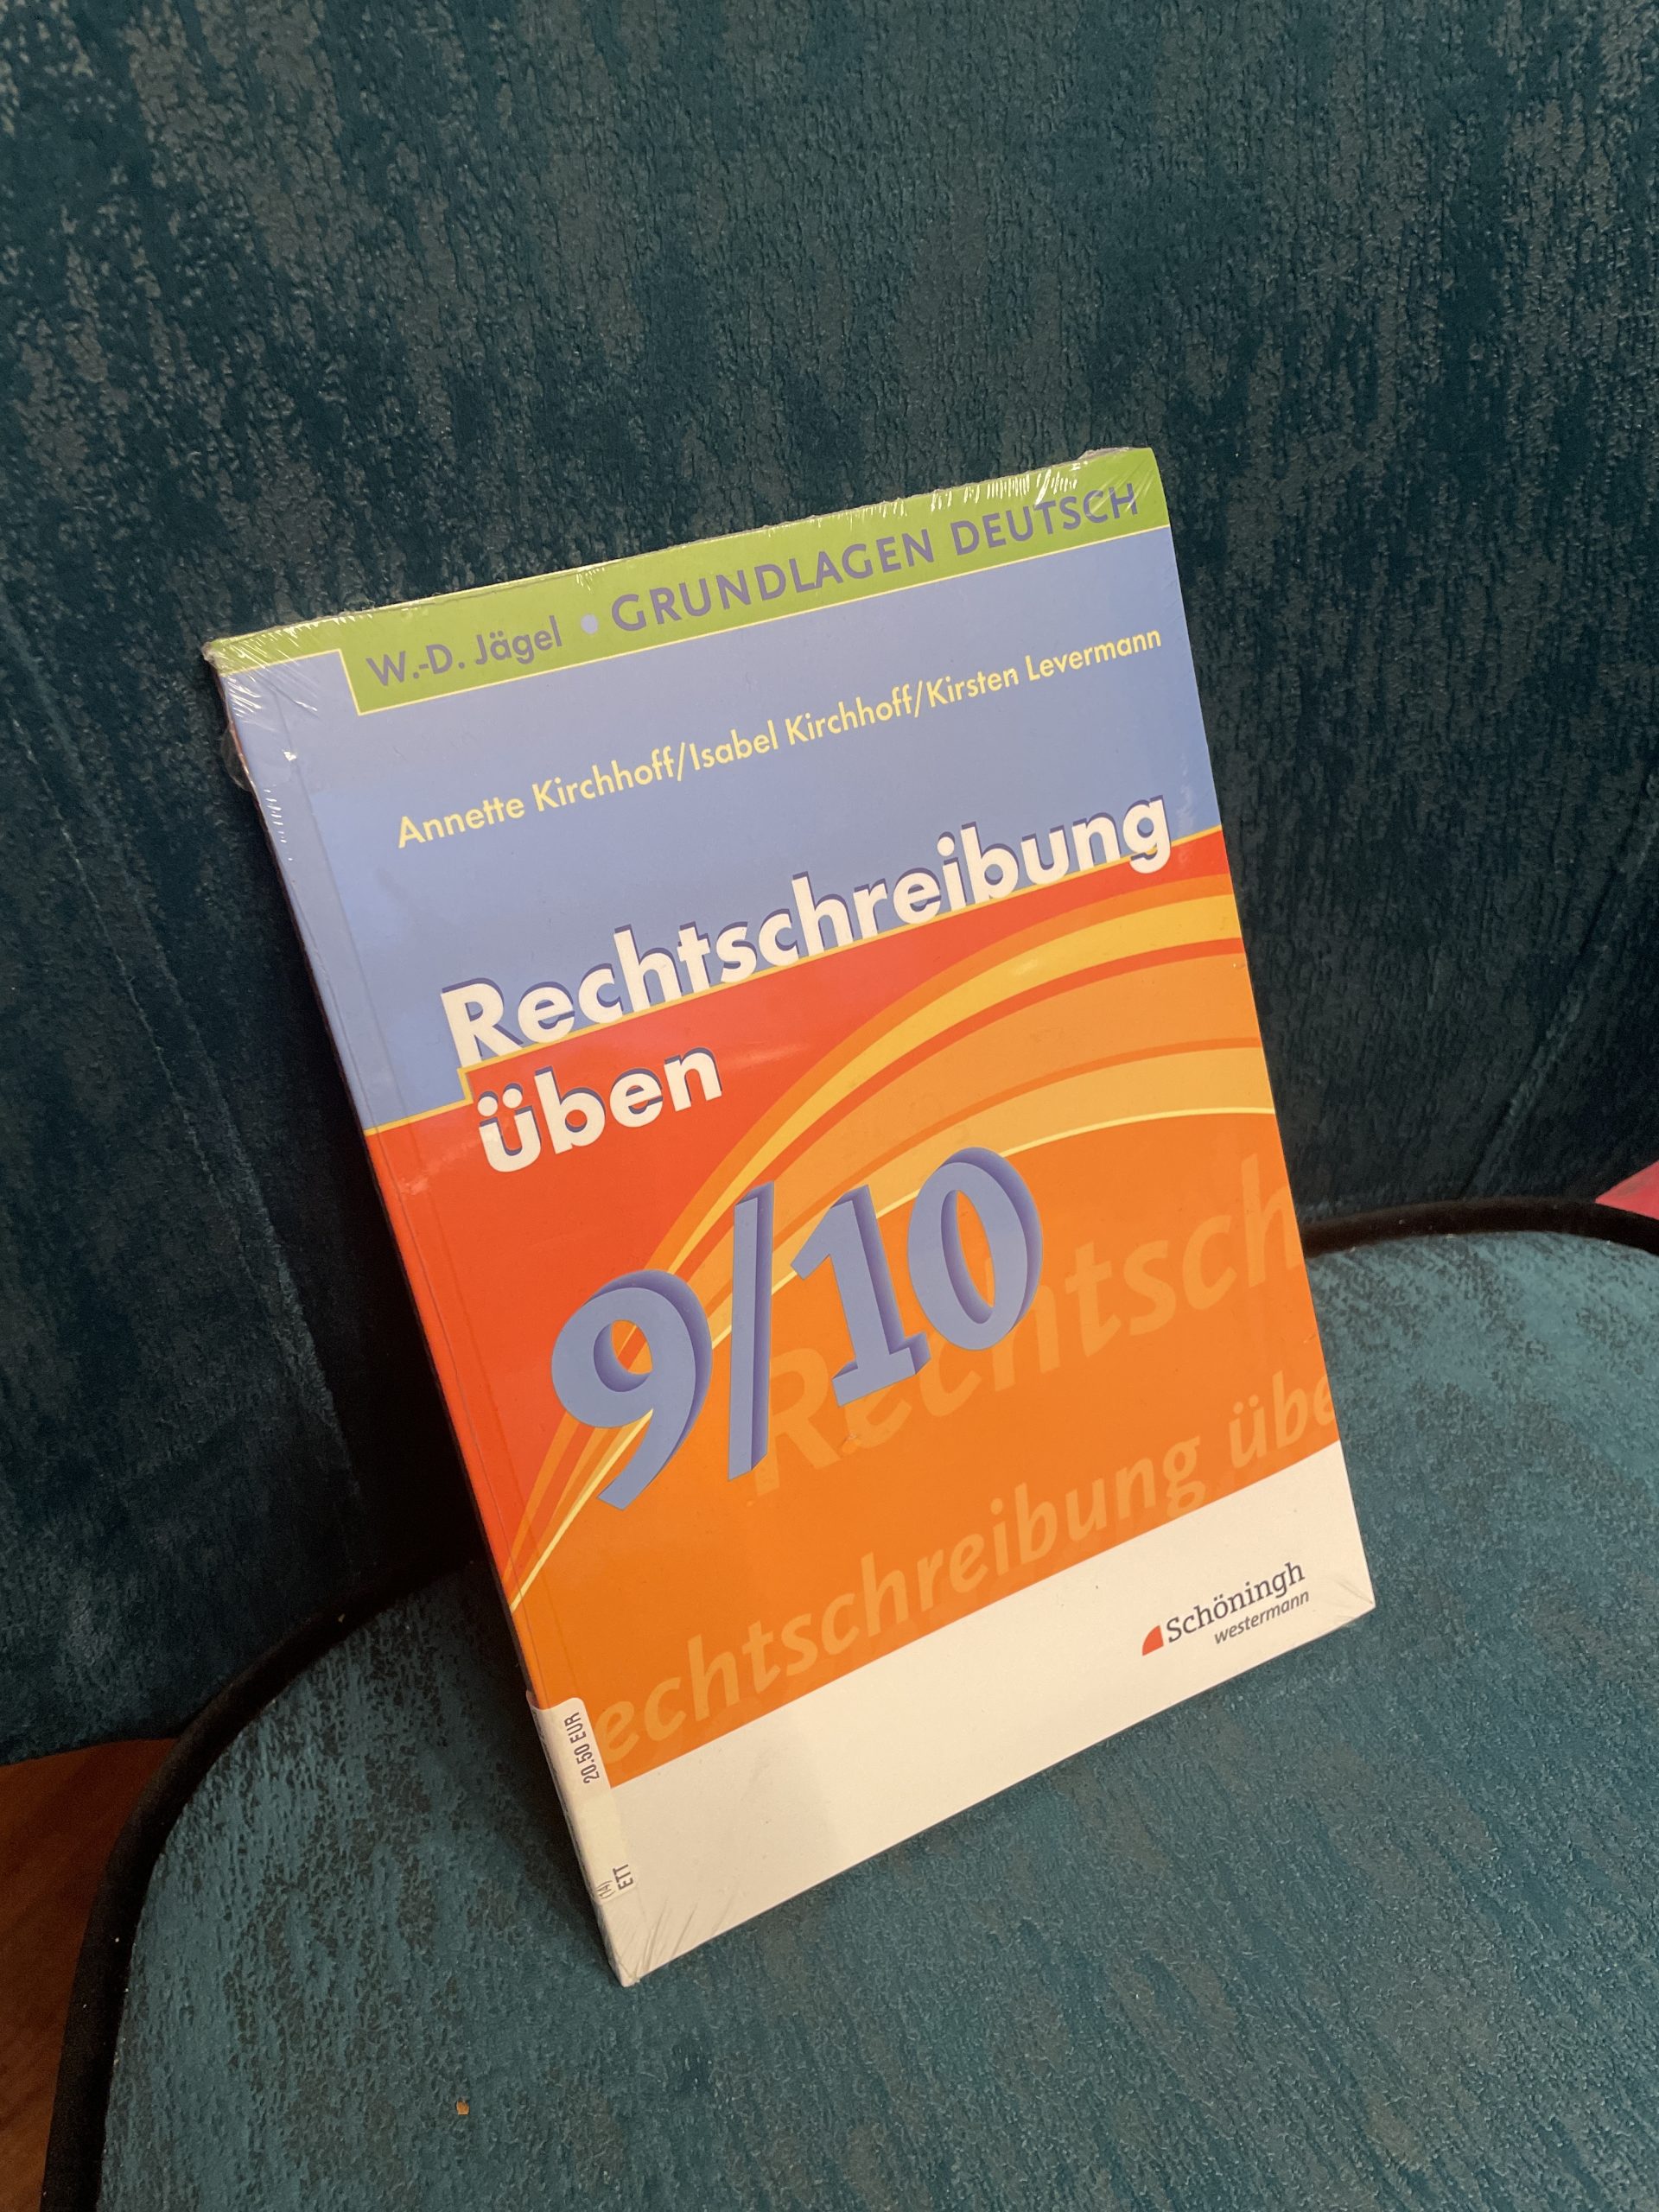 W.-D. Jägel • GRUNDLAGEN DEUTSCH
Annette Kirchhoff/Isabel Kirchhoff/Kirsten Levermann
Rechtschreibung
üben
9/10
Rechtsch
echtschreibung übe
Schöningh
westermann
20,50 EUR
(14)
ETT